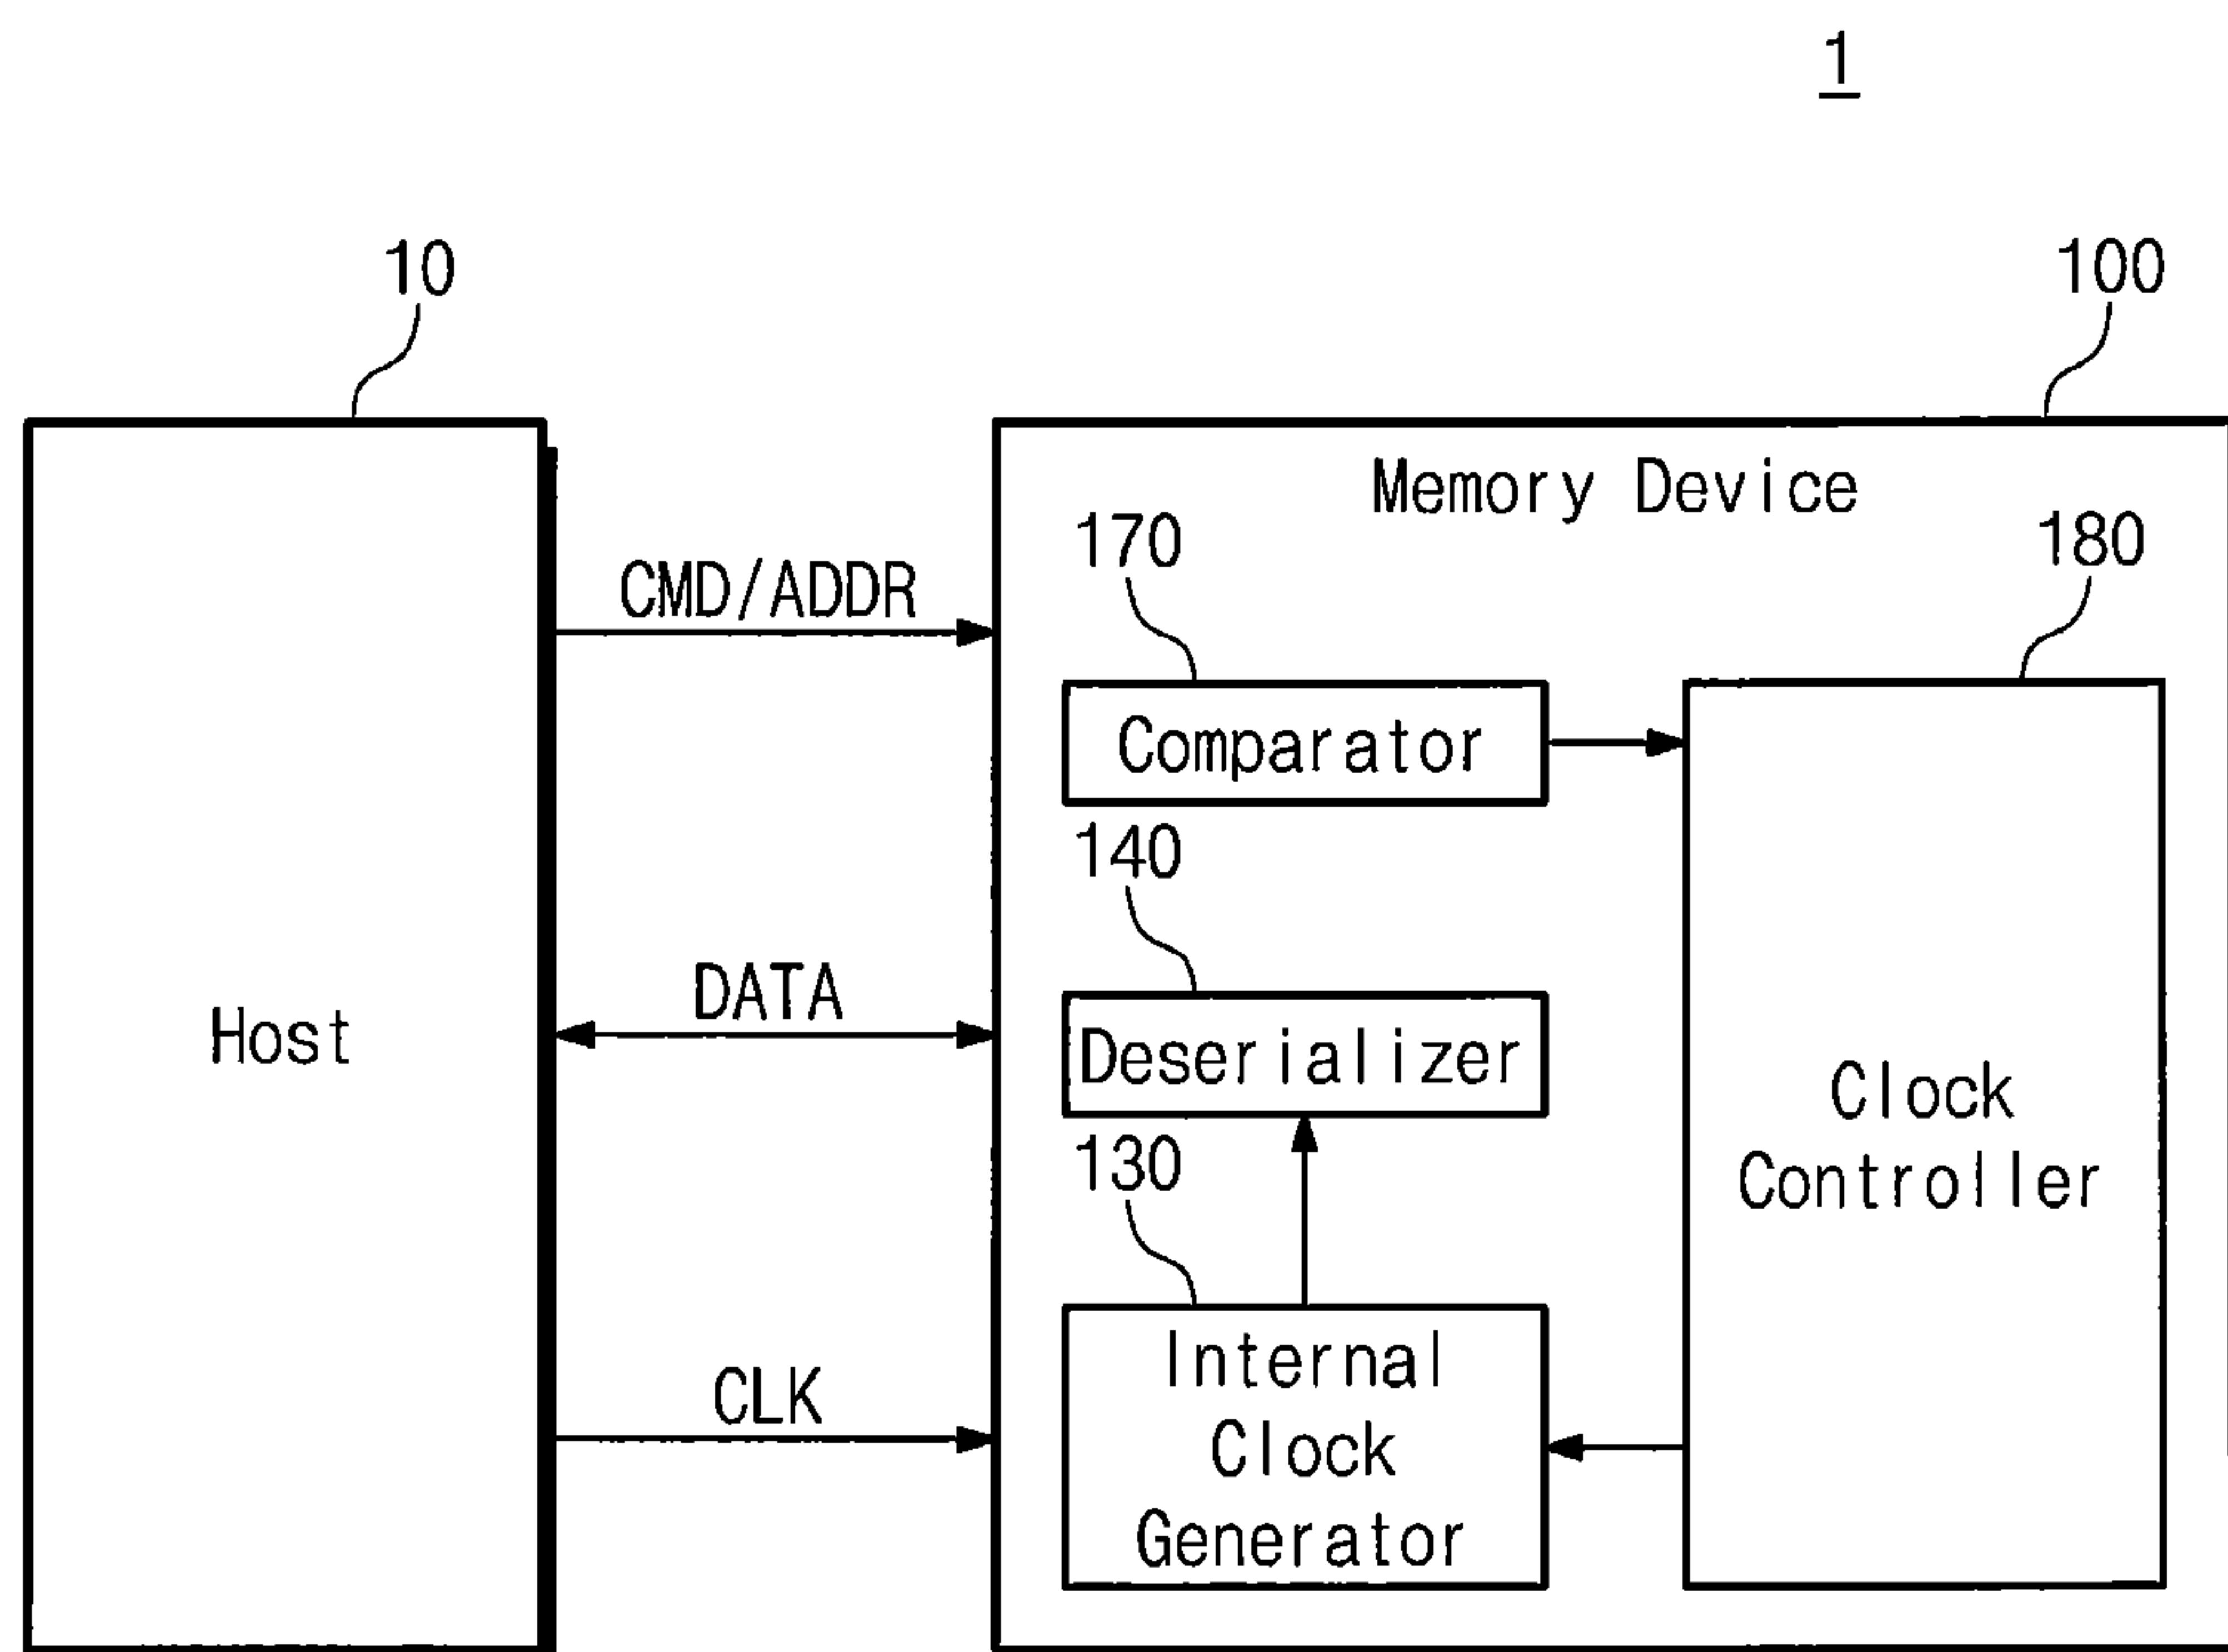 1
10
100
Memory Device
170
180
CMD/ADDR
Comparator
140
DATA
Host
Deserializer
Clock
Controller
130
CLK
Internal
Clock
Generator